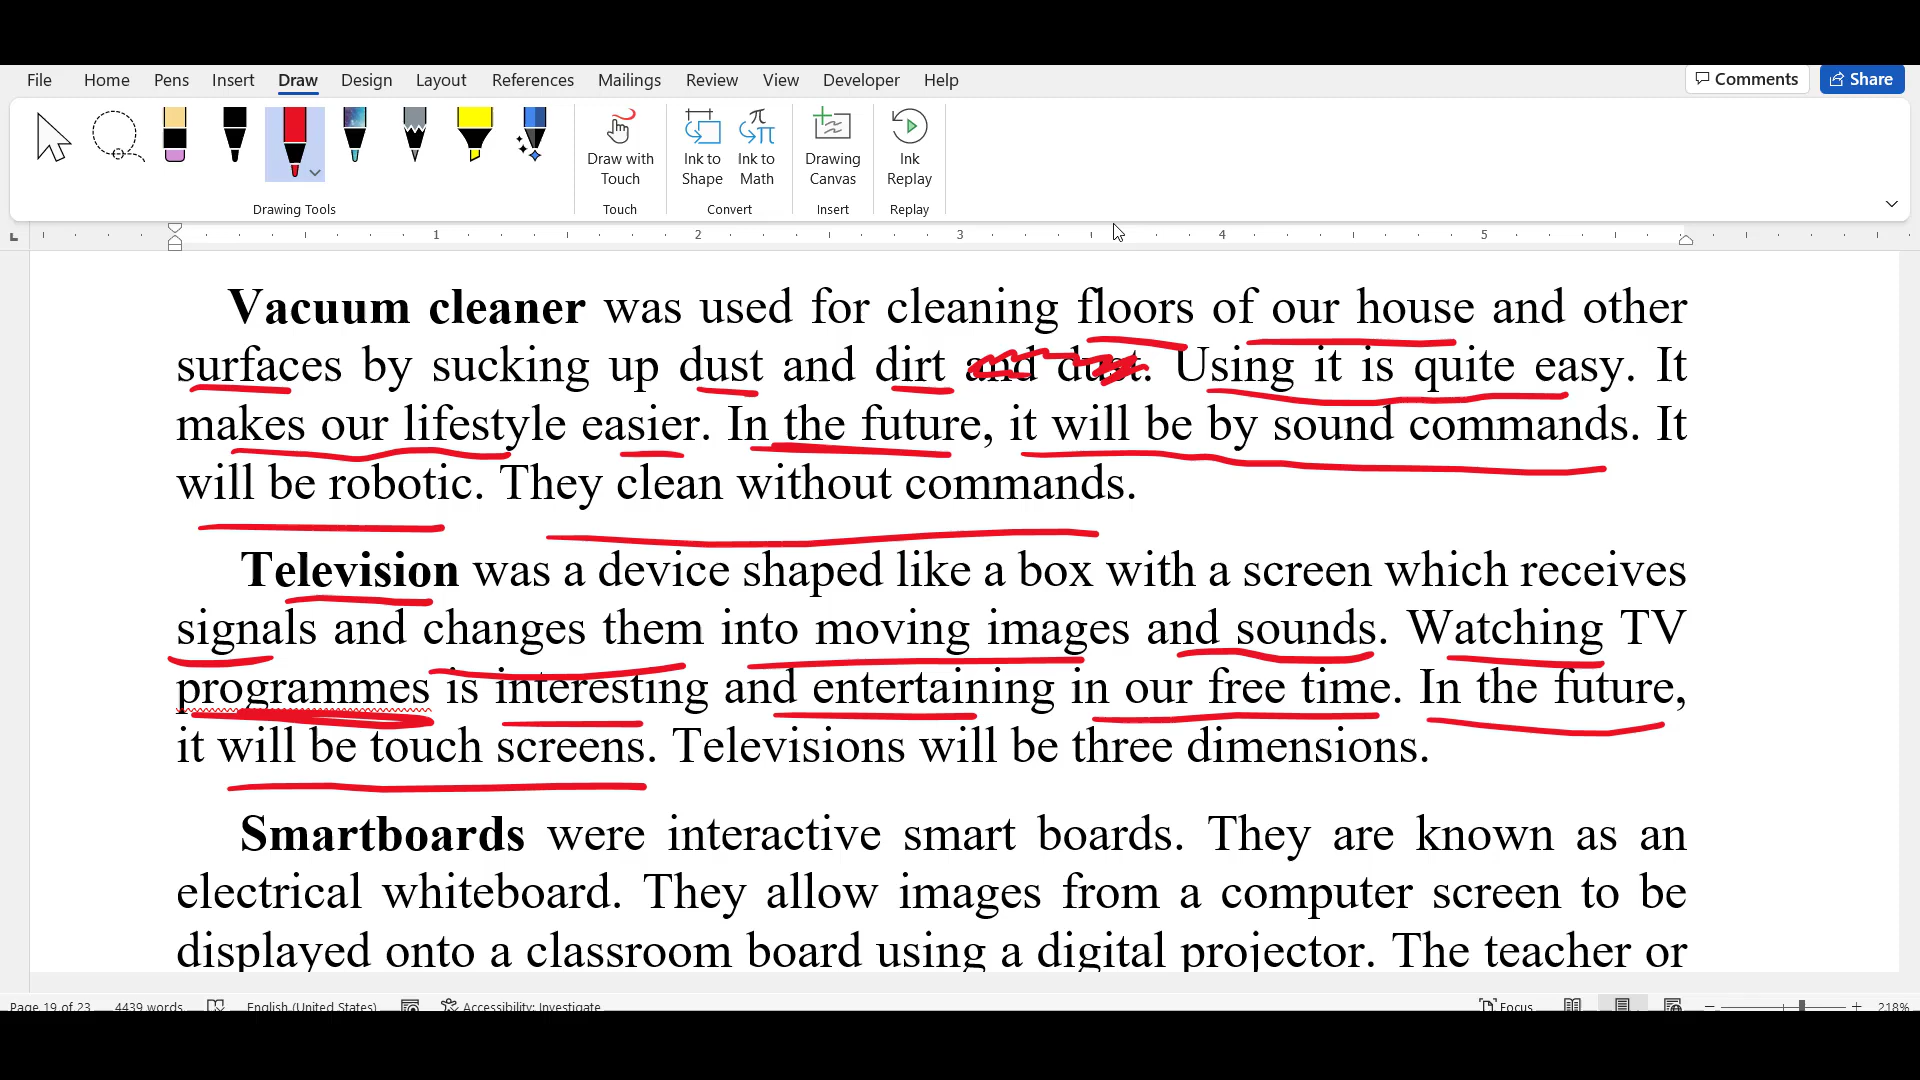 File Home Pens Insert Draw Design Layout References Mailings Review View Developer Help Comments Share
Draw with Touch
Ink to Shape
Ink to Math
Drawing Canvas
Ink Replay
Drawing Tools Touch Convert Insert Replay
1 2 3 4 5
Vacuum cleaner was used for cleaning floors of our house and other
surfaces by sucking up dust and dirt and dust. Using it is quite easy. It
makes our lifestyle easier. In the future, it will be by sound commands. It
will be robotic. They clean without commands.
Television was a device shaped like a box with a screen which receives
signals and changes them into moving images and sounds. Watching TV
programmes is interesting and entertaining in our free time. In the future,
it will be touch screens. Televisions will be three dimensions.
Smartboards were interactive smart boards. They are known as an
electrical whiteboard. They allow images from a computer screen to be
displayed onto a classroom board using a digital projector. The teacher or
Page 19 of 23 4439 words English (United States) Accessibility: Investigate Focus 218%